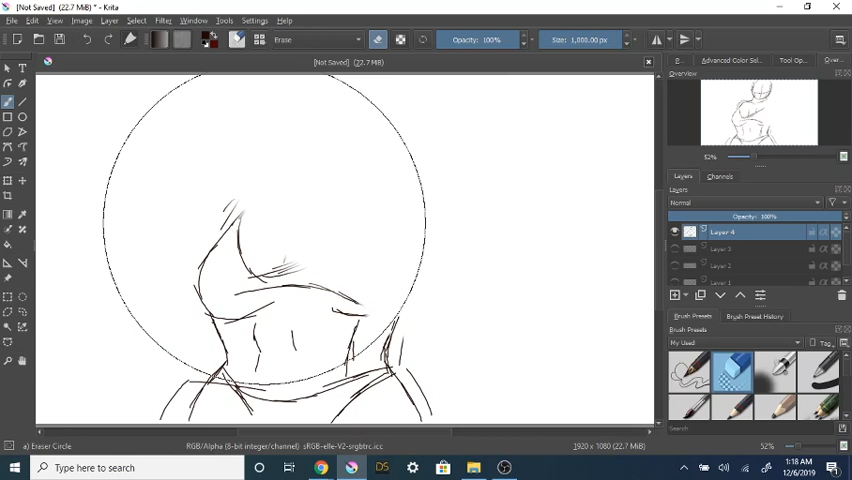 [Not Saved] (22.7 MiB) * - Krita
File Edit View Image Layer Select Filter Tools Window Settings Help
Erase Opacity: 100% Size: 1,000.00 px
[Not Saved] (22.7 MiB)
P... Advanced Color Sel... Tool Op... Over...
Overview
52%
Layers Channels
Layers
Normal
Opacity: 100%
Layer 4
Layer 3
Layer 2
Layer 1
Brush Presets Brush Preset History
Brush Presets
My Used Tag
Search
a) Eraser Circle RGB/Alpha (8-bit integer/channel) sRGB-elle-V2-srgbtrc.icc 1920 x 1080 (22.7 MiB) 52%
Type here to search DS 1:18 AM
12/6/2019